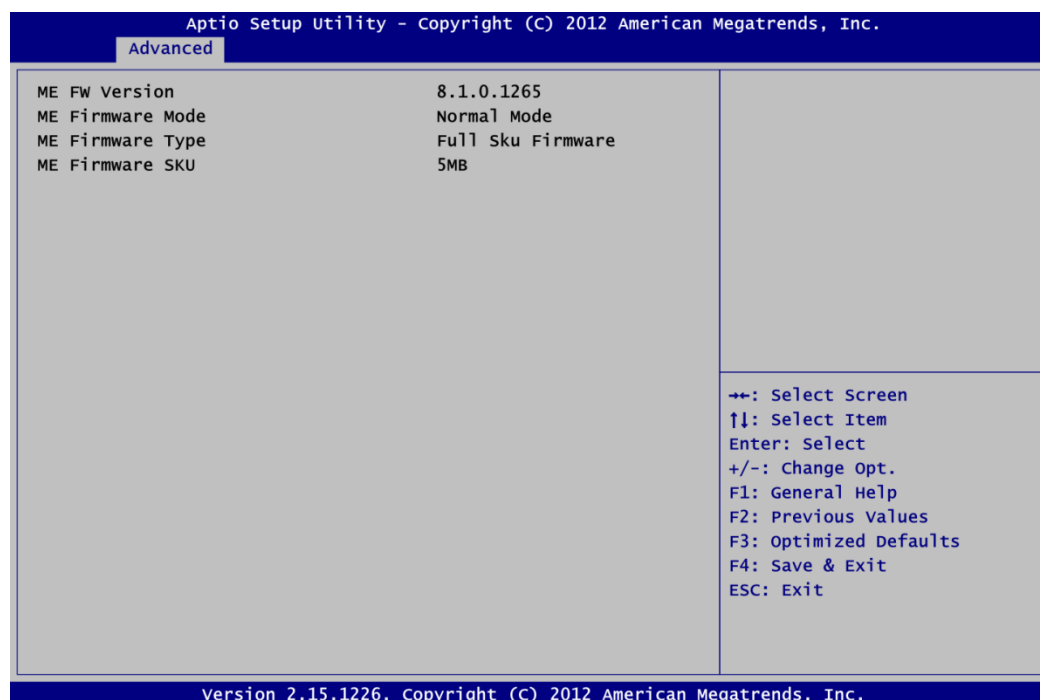 Aptio Setup Utility - Copyright (C) 2012 American Megatrends, Inc.
Advanced
ME FW Version 8.1.0.1265
ME Firmware Mode Normal Mode
ME Firmware Type Full Sku Firmware
ME Firmware SKU 5MB
→←: Select Screen
↑↓: Select Item
Enter: Select
+/-: Change Opt.
F1: General Help
F2: Previous Values
F3: Optimized Defaults
F4: Save & Exit
ESC: Exit
Version 2.15.1226. Copyright (C) 2012 American Megatrends, Inc.